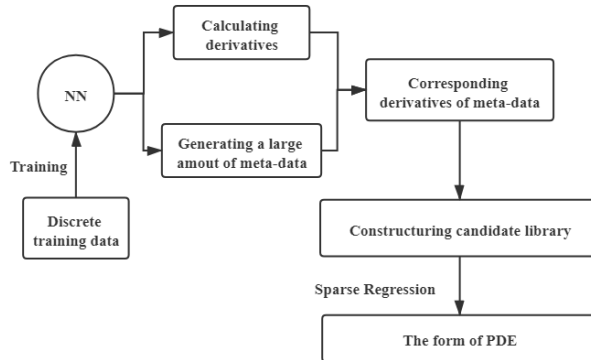 Calculating
derivatives
NN
Corresponding
derivatives of meta-data
Generating a large
amout of meta-data
Training
Discrete
training data
Constructuring candidate library
Sparse Regression
The form of PDE